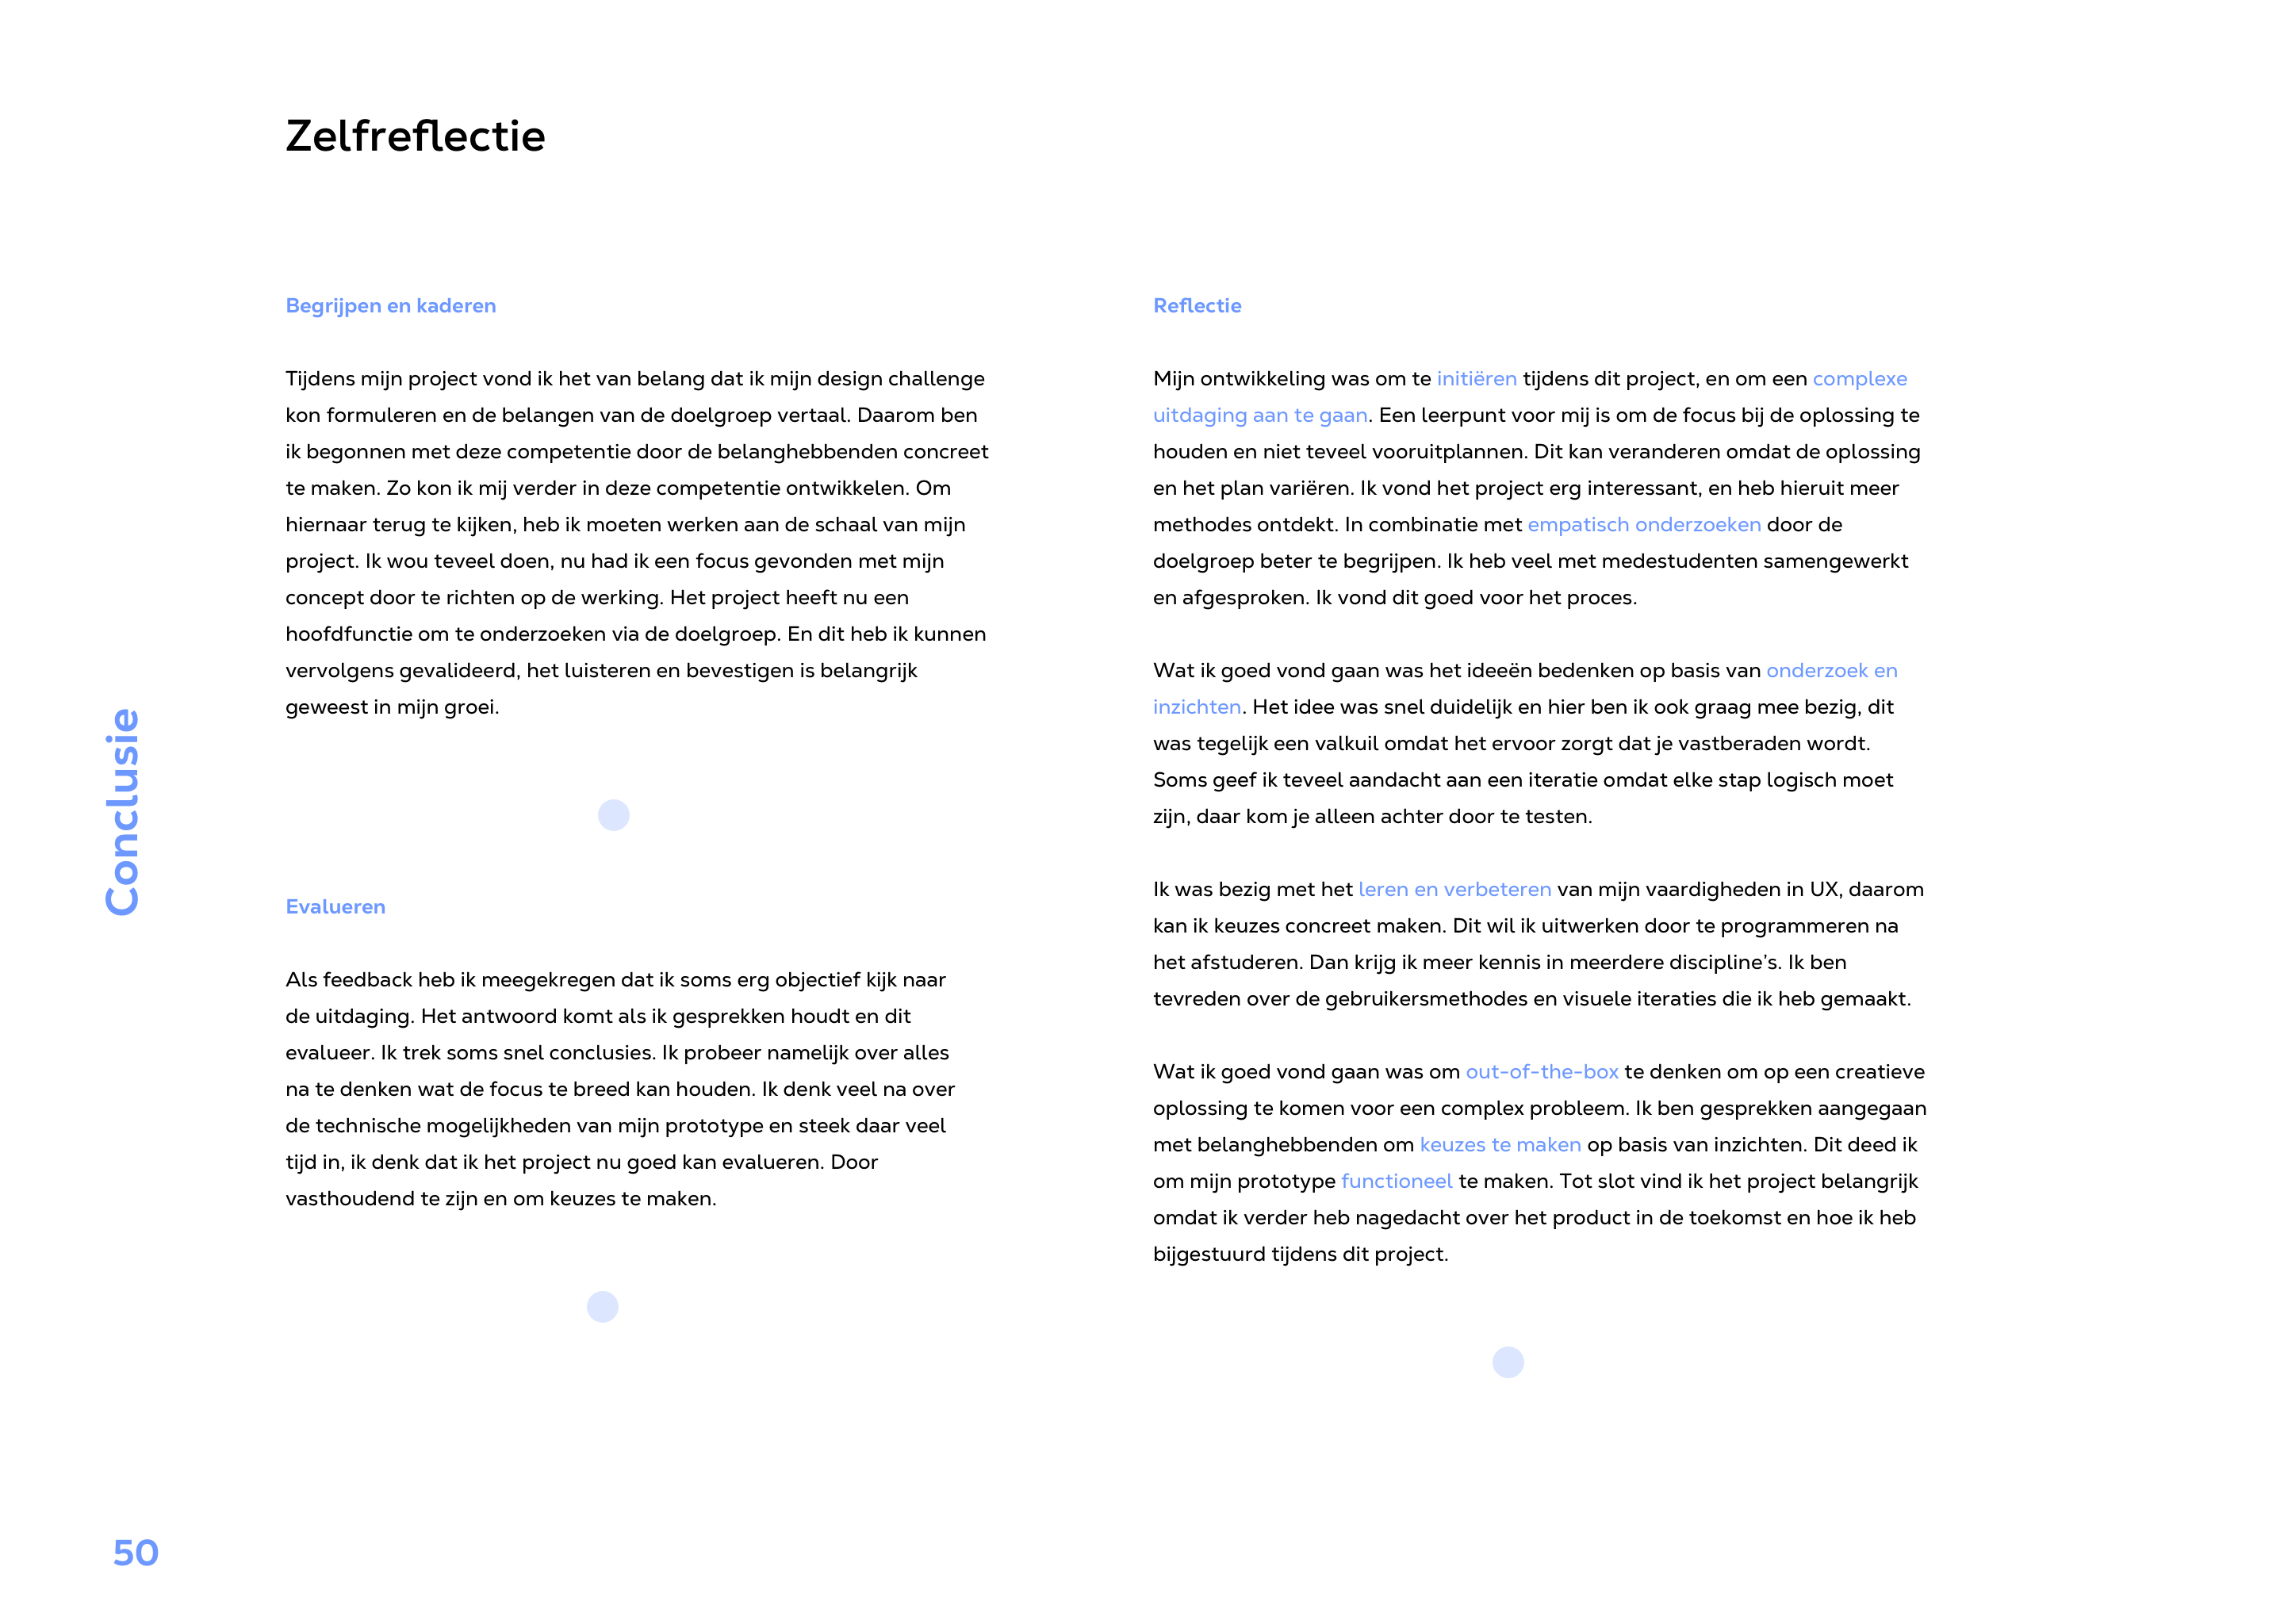 Zelfreflectie
Begrijpen en kaderen
Tijdens mijn project vond ik het van belang dat ik mijn design challenge
kon formuleren en de belangen van de doelgroep vertaal. Daarom ben
ik begonnen met deze competentie door de belanghebbenden concreet
te maken. Zo kon ik mij verder in deze competentie ontwikkelen. Om
hiernaar terug te kijken, heb ik moeten werken aan de schaal van mijn
project. Ik wou teveel doen, nu had ik een focus gevonden met mijn
concept door te richten op de werking. Het project heeft nu een
hoofdfunctie om te onderzoeken via de doelgroep. En dit heb ik kunnen
vervolgens gevalideerd, het luisteren en bevestigen is belangrijk
geweest in mijn groei.
Evalueren
Als feedback heb ik meegekregen dat ik soms erg objectief kijk naar
de uitdaging. Het antwoord komt als ik gesprekken houdt en dit
evalueer. Ik trek soms snel conclusies. Ik probeer namelijk over alles
na te denken wat de focus te breed kan houden. Ik denk veel na over
de technische mogelijkheden van mijn prototype en steek daar veel
tijd in, ik denk dat ik het project nu goed kan evalueren. Door
vasthoudend te zijn en om keuzes te maken.
Reflectie
Mijn ontwikkeling was om te initiëren tijdens dit project, en om een complexe
uitdaging aan te gaan. Een leerpunt voor mij is om de focus bij de oplossing te
houden en niet teveel vooruitplannen. Dit kan veranderen omdat de oplossing
en het plan variëren. Ik vond het project erg interessant, en heb hieruit meer
methodes ontdekt. In combinatie met empatisch onderzoeken door de
doelgroep beter te begrijpen. Ik heb veel met medestudenten samengewerkt
en afgesproken. Ik vond dit goed voor het proces.
Wat ik goed vond gaan was het ideeën bedenken op basis van onderzoek en
inzichten. Het idee was snel duidelijk en hier ben ik ook graag mee bezig, dit
was tegelijk een valkuil omdat het ervoor zorgt dat je vastberaden wordt.
Soms geef ik teveel aandacht aan een iteratie omdat elke stap logisch moet
zijn, daar kom je alleen achter door te testen.
Ik was bezig met het leren en verbeteren van mijn vaardigheden in UX, daarom
kan ik keuzes concreet maken. Dit wil ik uitwerken door te programmeren na
het afstuderen. Dan krijg ik meer kennis in meerdere discipline’s. Ik ben
tevreden over de gebruikersmethodes en visuele iteraties die ik heb gemaakt.
Wat ik goed vond gaan was om out-of-the-box te denken om op een creatieve
oplossing te komen voor een complex probleem. Ik ben gesprekken aangegaan
met belanghebbenden om keuzes te maken op basis van inzichten. Dit deed ik
om mijn prototype functioneel te maken. Tot slot vind ik het project belangrijk
omdat ik verder heb nagedacht over het product in de toekomst en hoe ik heb
bijgestuurd tijdens dit project.
Conclusie
50